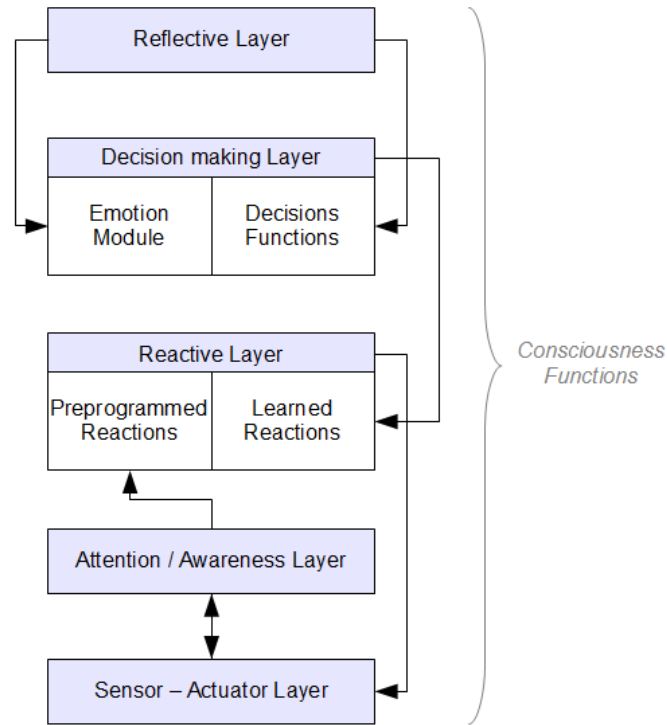 Reflective Layer
Decision making Layer
Emotion
Module
Decisions
Functions
Reactive Layer
Preprogrammed
Reactions
Learned
Reactions
Attention / Awareness Layer
Sensor – Actuator Layer
Consciousness
Functions